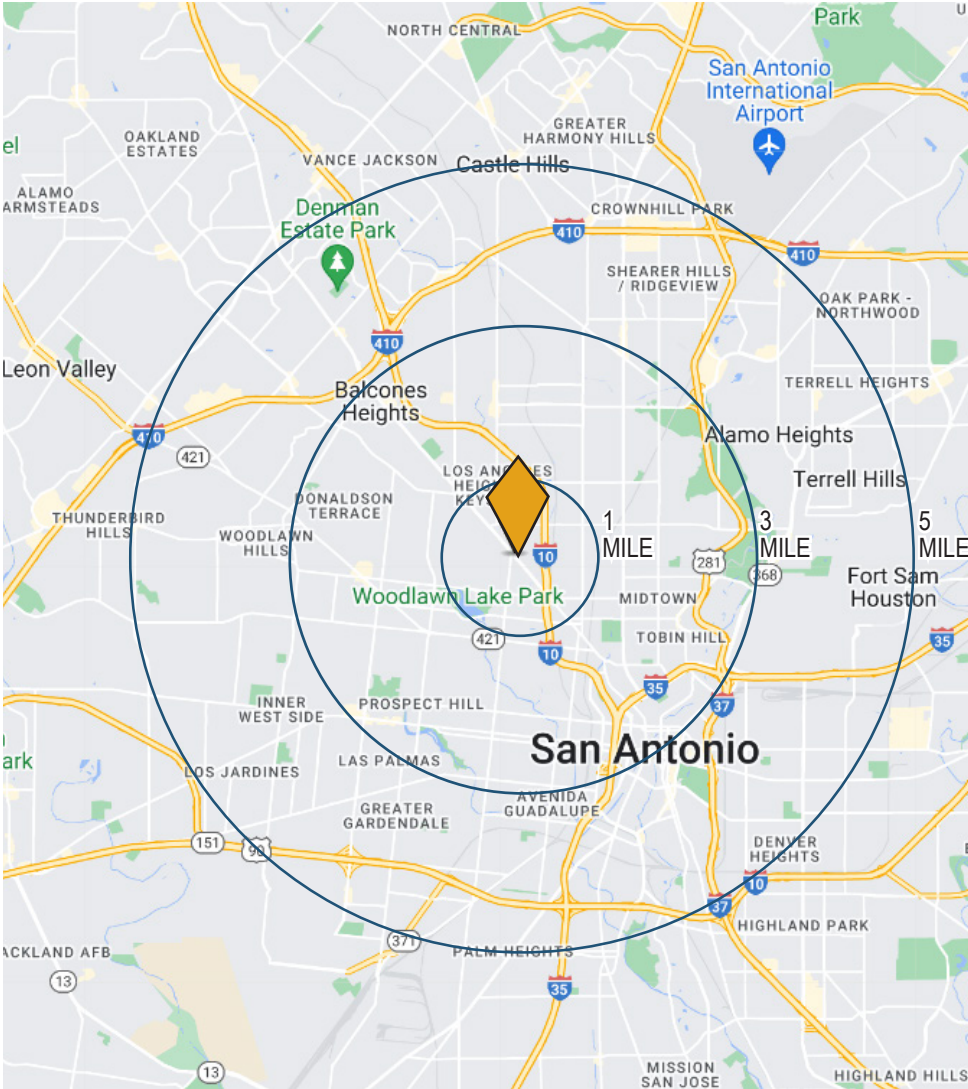 NORTH CENTRAL
Park
San Antonio
International
Airport
OAKLAND
ESTATES
GREATER
HARMONY HILLS
el
VANCE JACKSON
Castle Hills
ALAMO
ARMSTEADS
Denman
Estate Park
CROWNHILL PARK
410
410
SHEARER HILLS
/ RIDGEVIEW
OAK PARK -
NORTHWOOD
410
Leon Valley
Balcones
Heights
TERRELL HEIGHTS
410
421
Alamo Heights
LOS ANGELES
Terrell Hills
DONALDSON
TERRACE
THUNDERBIRD
HILLS
WOODLAWN
HILLS
1
MILE
3
MILE
5
MILE
10
281
368
Fort Sam
Houston
Woodlawn Lake Park
MIDTOWN
421
TOBIN HILL
35
10
35
37
INNER
WEST SIDE
PROSPECT HILL
San Antonio
ark
LOS JARDINES
LAS PALMAS
AVENIDA
GUADALUPE
GREATER
GARDENDALE
151
90
DENVER
HEIGHTS
10
37
HIGHLAND PARK
371
PALM HEIGHTS
ACKLAND AFB
13
35
13
MISSION
SAN JOSE
HIGHLAND HILLS